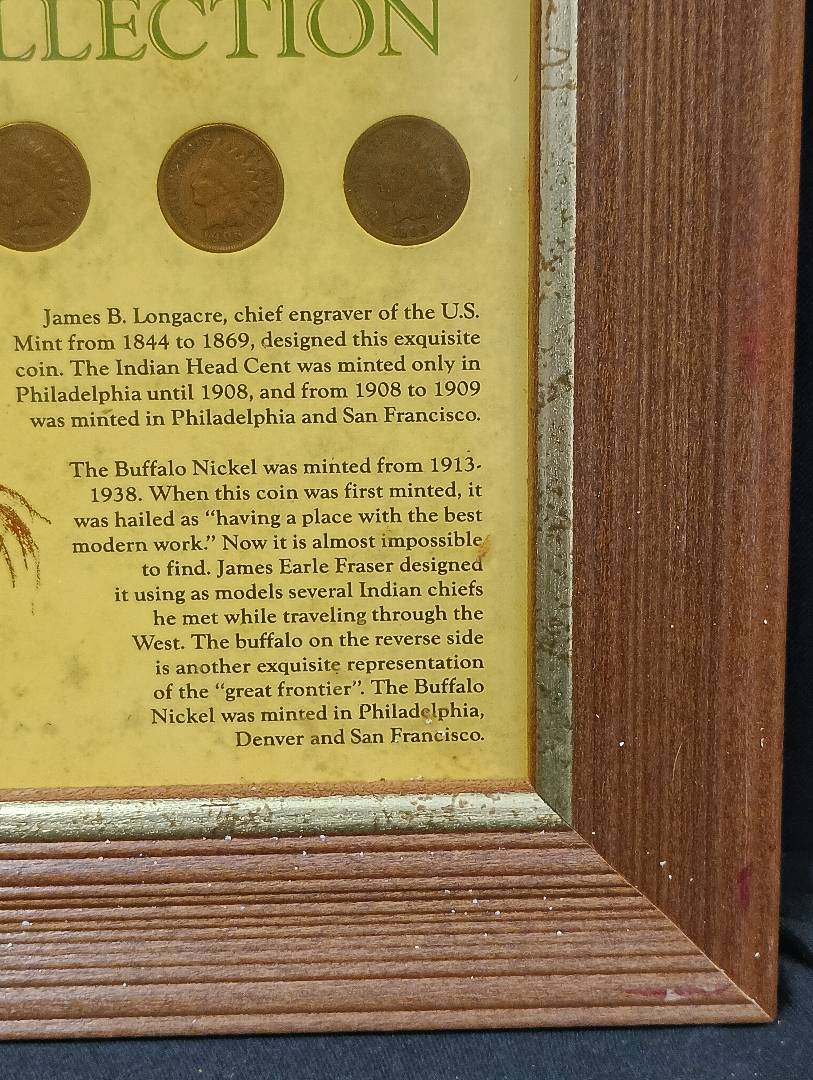 LLECTION
James B. Longacre, chief engraver of the U.S.
Mint from 1844 to 1869, designed this exquisite
coin. The Indian Head Cent was minted only in
Philadelphia until 1908, and from 1908 to 1909
was minted in Philadelphia and San Francisco.
The Buffalo Nickel was minted from 1913-
1938. When this coin was first minted, it
was hailed as “having a place with the best
modern work.” Now it is almost impossible
to find. James Earle Fraser designed
it using as models several Indian chiefs
he met while traveling through the
West. The buffalo on the reverse side
is another exquisite representation
of the “great frontier”. The Buffalo
Nickel was minted in Philadelphia,
Denver and San Francisco.